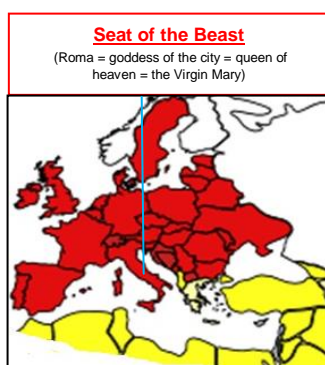 Seat of the Beast
(Roma = goddess of the city = queen of
heaven = the Virgin Mary)